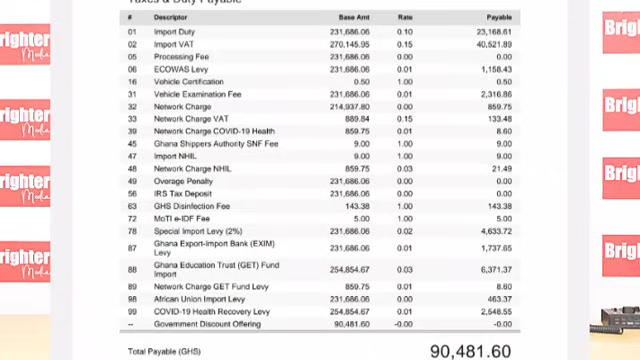 Taxes & Duty Payable
# Descriptor Base Amt Rate Payable
01 Import Duty 231,686.06 0.10 23,168.61
02 Import VAT 270,145.95 0.15 40,521.89
05 Processing Fee 231,686.06 0.00 0.00
06 ECOWAS Levy 231,686.06 0.01 1,158.43
16 Vehicle Certification 0.50 1.00 0.50
31 Vehicle Examination Fee 231,686.06 0.01 2,316.86
32 Network Charge 214,937.80 0.00 859.75
33 Network Charge VAT 889.84 0.15 133.48
39 Network Charge COVID-19 Health 859.75 0.01 8.60
45 Ghana Shippers Authority SNF Fee 9.00 1.00 9.00
47 Import NHIL 9.00 1.00 9.00
48 Network Charge NHIL 859.75 0.03 21.49
49 Overage Penalty 231,686.06 0.00 0.00
56 IRS Tax Deposit 231,686.06 0.00 0.00
63 GHS Disinfection Fee 143.38 1.00 143.38
72 MoTI e-IDF Fee 5.00 1.00 5.00
78 Special Import Levy (2%) 231,686.06 0.02 4,633.72
87 Ghana Export-Import Bank (EXIM) Levy 231,686.06 0.01 1,737.65
88 Ghana Education Trust (GET) Fund Import 254,854.67 0.03 6,371.37
89 Network Charge GET Fund Levy 859.75 0.01 8.60
98 African Union Import Levy 231,686.06 0.00 463.37
99 COVID-19 Health Recovery Levy 254,854.67 0.01 2,548.55
-- Government Discount Offering 90,481.60 -0.00 -0.00
Total Payable (GHS) 90,481.60
Brighter
Media
Brighter
Media
Brighter
Media
Brighter
Media
Brigh
Brigh
Brigh
Brigh